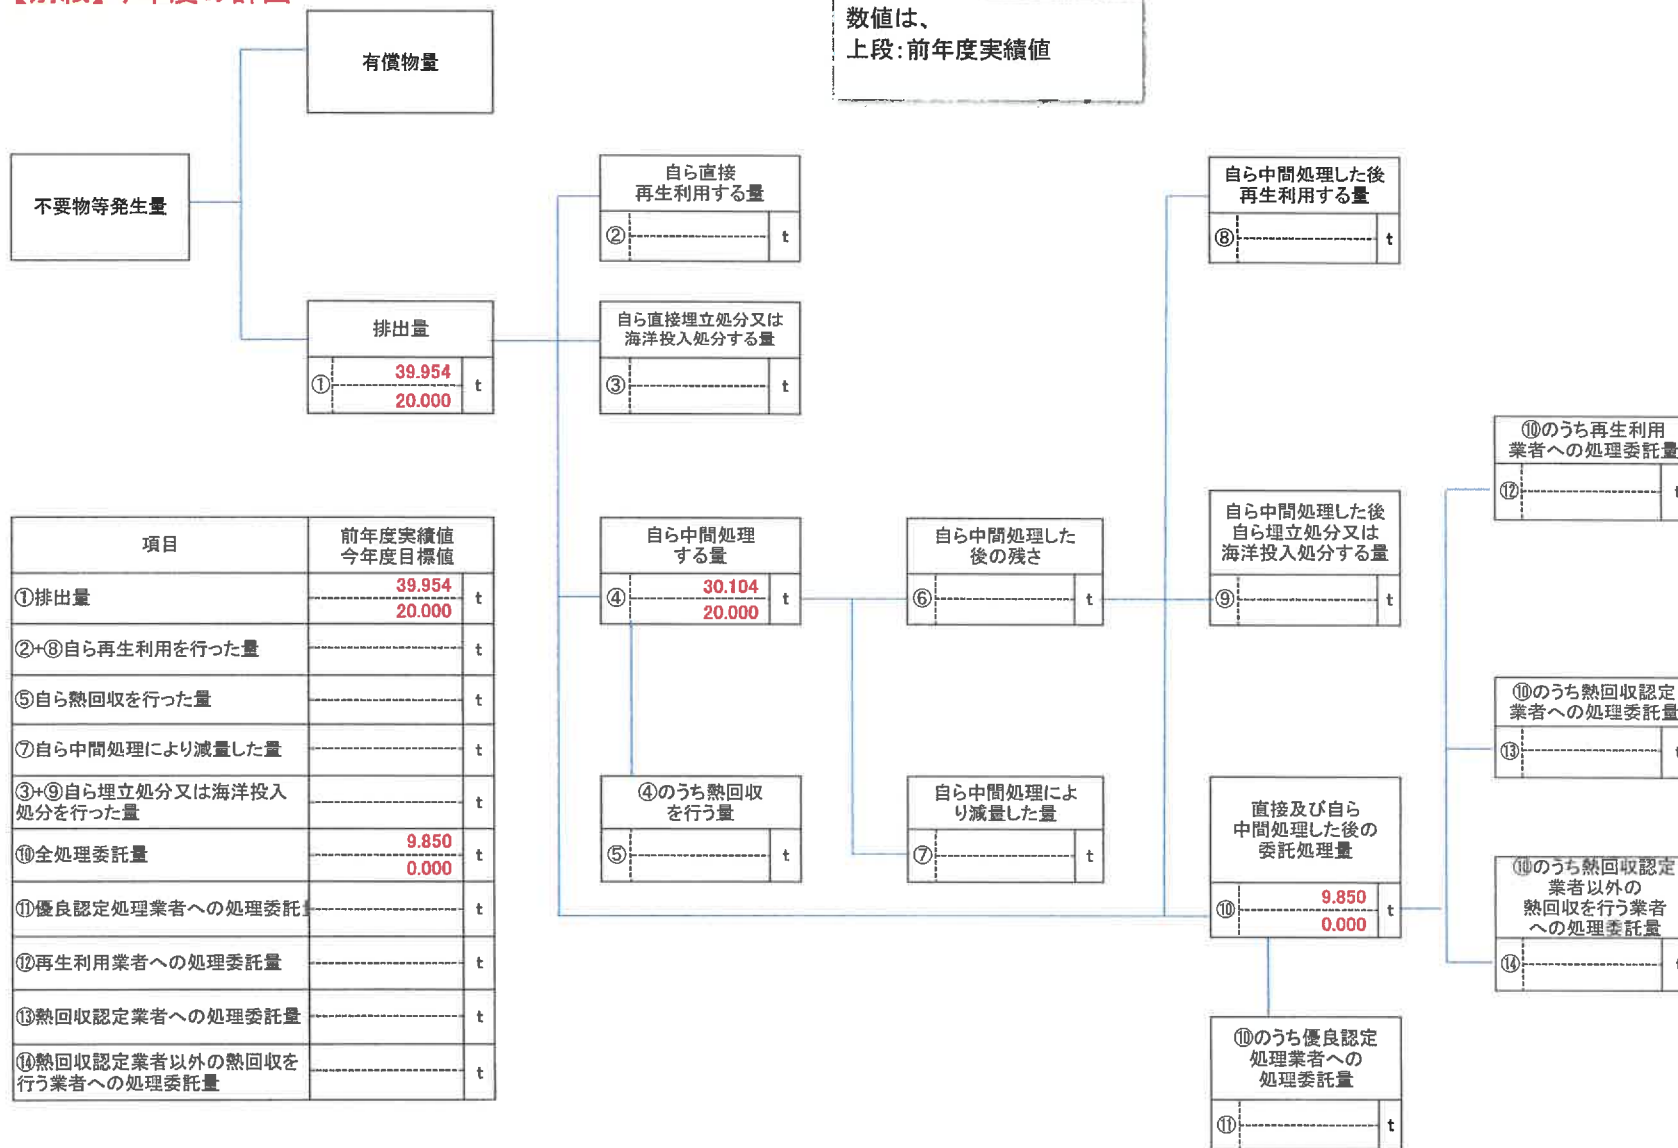 今年度の計画
数値は、
上段:前年度実績値
有償物量
不要物等発生量
排出量
① 39.954 t
20.000
自ら直接
再生利用する量
② t
自ら直接埋立処分又は
海洋投入処分する量
③ t
自ら中間処理
する量
④ 30.104 t
20.000
④のうち熱回収
を行う量
⑤ t
自ら中間処理した
後の残さ
⑥ t
自ら中間処理によ
り減量した量
⑦ t
自ら中間処理した後
再生利用する量
⑧ t
自ら中間処理した後
自ら埋立処分又は
海洋投入処分する量
⑨ t
直接及び自ら
中間処理した後の
委託処理量
⑩ 9.850 t
0.000
⑩のうち優良認定
処理業者への
処理委託量
⑪ t
⑩のうち再生利用
業者への処理委託量
⑫ t
⑩のうち熱回収認定
業者への処理委託量
⑬ t
⑩のうち熱回収認定
業者以外の
熱回収を行う業者
への処理委託量
⑭ t
項目 前年度実績値
今年度目標値
①排出量 39.954 t
20.000
②+⑧自ら再生利用を行った量 t
⑤自ら熱回収を行った量 t
⑦自ら中間処理により減量した量 t
③+⑨自ら埋立処分又は海洋投入
処分を行った量 t
⑩全処理委託量 9.850 t
0.000
⑪優良認定処理業者への処理委託 t
⑫再生利用業者への処理委託量 t
⑬熱回収認定業者への処理委託量 t
⑭熱回収認定業者以外の熱回収を
行う業者への処理委託量 t